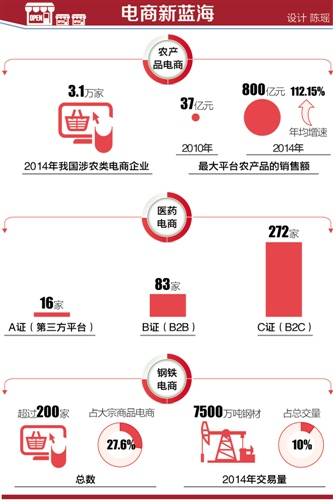 OPEN
电商新蓝海
设计 陈瑶
农产
品电商
3.1万家
2014年我国涉农类电商企业
37亿元
800亿元
112.15%
年均增速
2010年
2014年
最大平台农产品的销售额
医药
电商
16家
83家
272家
A证（第三方平台）
B证（B2B）
C证（B2C）
钢铁
电商
超过200家
占大宗商品电商
27.6%
总数
7500万吨钢材
占总交量
10%
2014年交易量